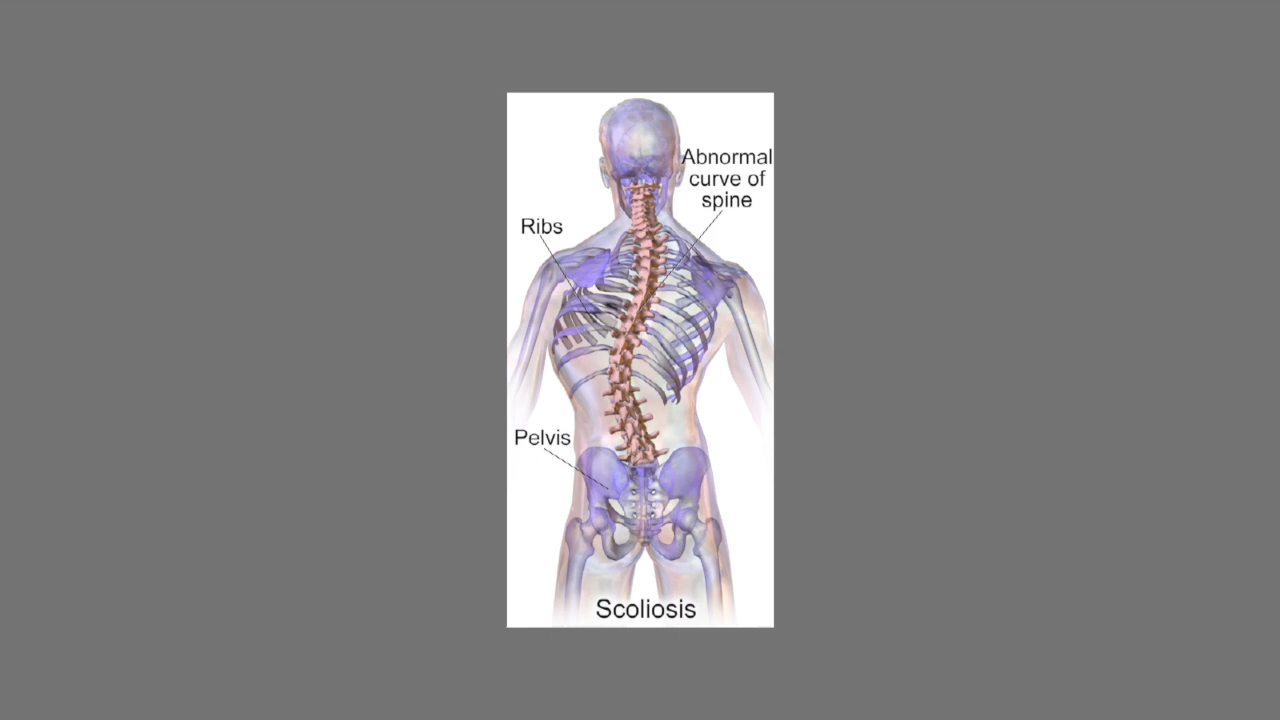 Abnormal
curve of
spine
Ribs
Pelvis
Scoliosis